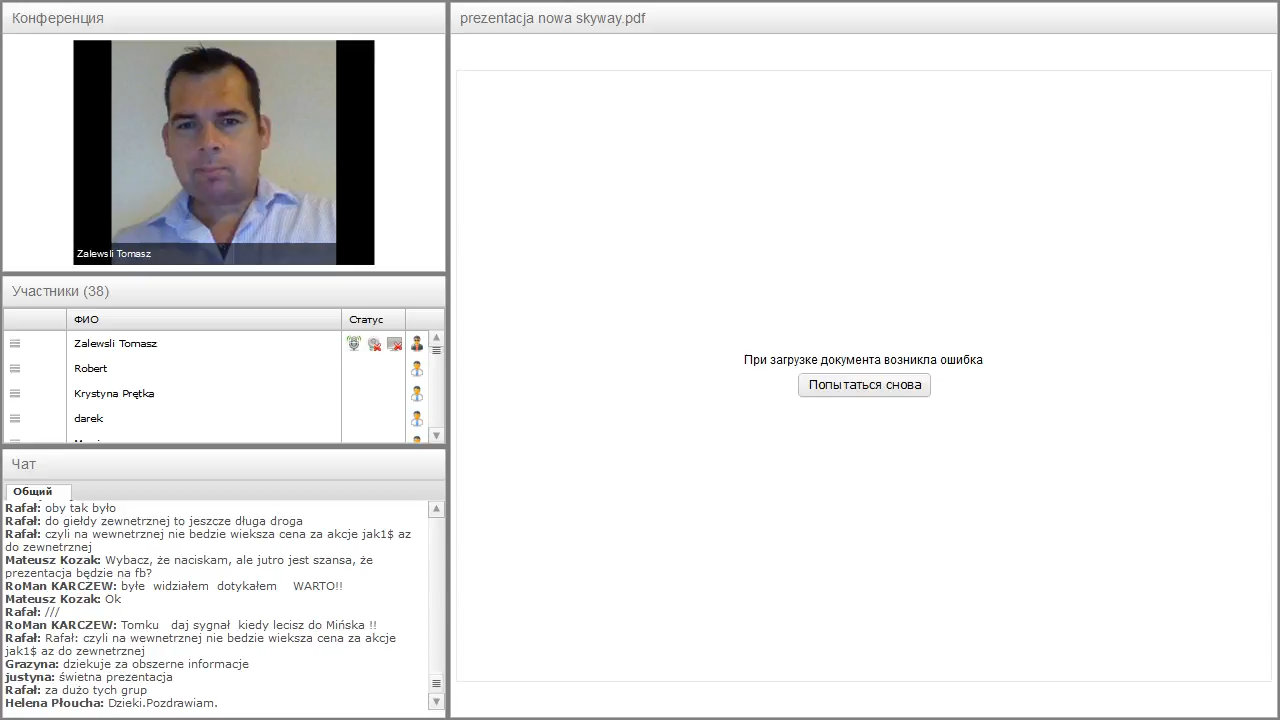 Конференция
Zalewsli Tomasz
Участники (38)
ФИО Статус
Zalewsli Tomasz
Robert
Krystyna Prętka
darek
Чат
Общий
Rafał: oby tak było
Rafał: do giełdy zewnetrznej to jeszcze długa droga
Rafał: czyli na wewnetrznej nie bedzie wieksza cena za akcje jak1$ az
do zewnetrznej
Mateusz Kozak: Wybacz, że naciskam, ale jutro jest szansa, że
prezentacja będzie na fb?
RoMan KARCZEW: byłe widziałem dotykałem WARTO!!
Mateusz Kozak: Ok
Rafał: ///
RoMan KARCZEW: Tomku daj sygnał kiedy lecisz do Mińska !!
Rafał: Rafał: czyli na wewnetrznej nie bedzie wieksza cena za akcje
jak1$ az do zewnetrznej
Grazyna: dziekuje za obszerne informacje
justyna: świetna prezentacja
Rafał: za dużo tych grup
Helena Płoucha: Dzieki.Pozdrawiam.
prezentacja nowa skyway.pdf
При загрузке документа возникла ошибка
Попытаться снова